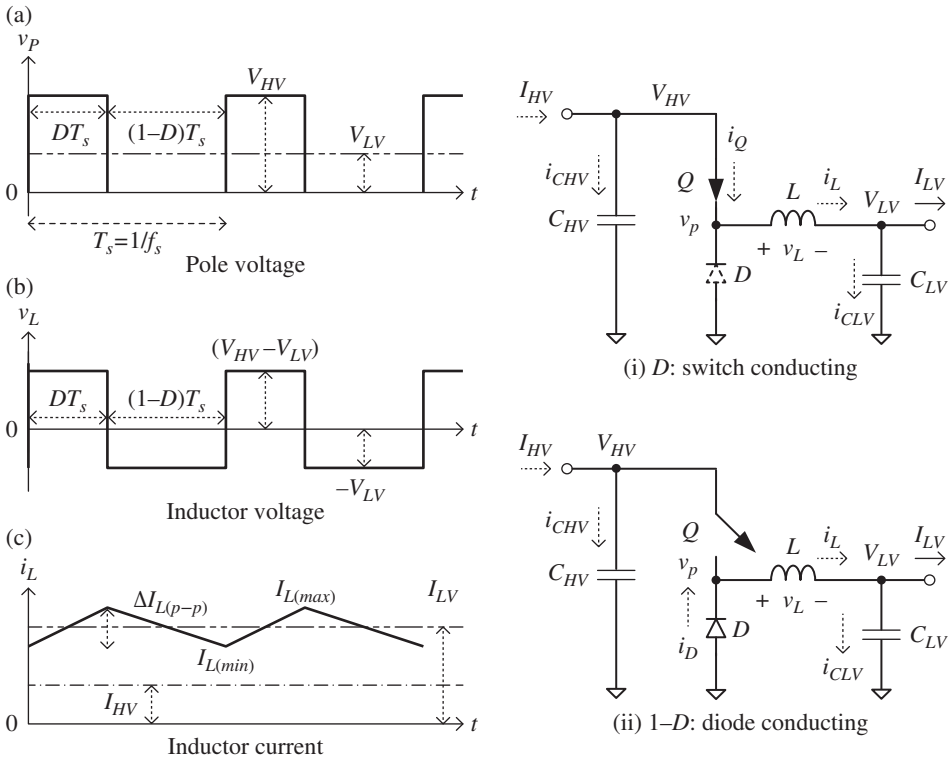 (a)
v_P
V_HV
DT_s
(1–D)T_s
V_LV
0
t
T_s=1/f_s
Pole voltage
(b)
v_L
(V_HV –V_LV)
DT_s
(1–D)T_s
0
t
–V_LV
Inductor voltage
(c)
i_L
ΔI_L(p–p)
I_L(max)
I_LV
I_L(min)
I_HV
0
t
Inductor current
I_HV
V_HV
i_Q
i_CHV
Q
L
i_L
V_LV
I_LV
C_HV
v_p
+ v_L –
D
C_LV
i_CLV
(i) D: switch conducting
I_HV
V_HV
i_CHV
Q
L
i_L
V_LV
I_LV
C_HV
v_p
+ v_L –
i_D
D
C_LV
i_CLV
(ii) 1–D: diode conducting